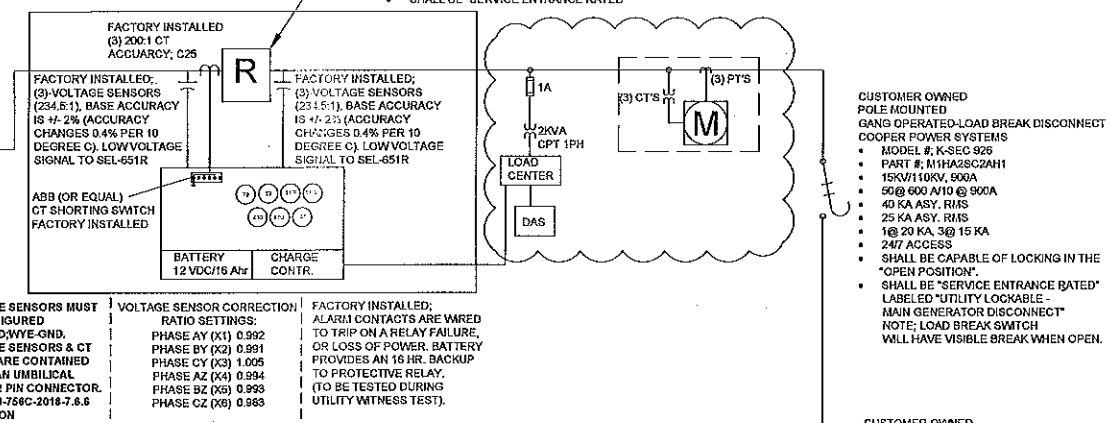 SHALL BE "SERVICE ENTRANCE RATED"
FACTORY INSTALLED
(3) 200:1 CT
ACCUARCY; C25
R
FACTORY INSTALLED;
(3)-VOLTAGE SENSORS
(234.5:1), BASE ACCURACY
IS +/- 2% (ACCURACY
CHANGES 0.4% PER 10
DEGREE C). LOW VOLTAGE
SIGNAL TO SEL-651R
FACTORY INSTALLED;
(3)-VOLTAGE SENSORS
(234.5:1), BASE ACCURACY
IS +/- 2% (ACCURACY
CHANGES 0.4% PER 10
DEGREE C). LOW VOLTAGE
SIGNAL TO SEL-651R
ABB (OR EQUAL)
CT SHORTING SWITCH
FACTORY INSTALLED
BATTERY
12 VDC/16 Ahr
CHARGE
CONTR.
1A
2KVA
CPT 1PH
LOAD
CENTER
DAS
(3) CT'S
(3) PT'S
M
CUSTOMER OWNED
POLE MOUNTED
GANG OPERATED-LOAD BREAK DISCONNECT
COOPER POWER SYSTEMS
• MODEL #; K-SEC 926
• PART #; M1HA2SC2AH1
• 15KV/110KV, 900A
• 50@ 600 A/10 @ 900A
• 40 KA ASY. RMS
• 25 KA ASY. RMS
• 1@ 20 KA, 3@ 15 KA
• 24/7 ACCESS
• SHALL BE CAPABLE OF LOCKING IN THE
"OPEN POSITION".
• SHALL BE "SERVICE ENTRANCE RATED"
LABELED "UTILITY LOCKABLE -
MAIN GENERATOR DISCONNECT"
NOTE; LOAD BREAK SWITCH
WILL HAVE VISIBLE BREAK WHEN OPEN.
E SENSORS MUST
IGURED
D;WYE-GND.
E SENSORS & CT
ARE CONTAINED
AN UMBILICAL
PIN CONNECTOR.
-756C-2018-7.6.6
ON
VOLTAGE SENSOR CORRECTION
RATIO SETTINGS:
PHASE AY (X1) 0.992
PHASE BY (X2) 0.991
PHASE CY (X3) 1.005
PHASE AZ (X4) 0.994
PHASE BZ (X5) 0.993
PHASE CZ (X6) 0.983
FACTORY INSTALLED;
ALARM CONTACTS ARE WIRED
TO TRIP ON A RELAY FAILURE,
OR LOSS OF POWER. BATTERY
PROVIDES AN 16 HR. BACKUP
TO PROTECTIVE RELAY.
(TO BE TESTED DURING
UTILITY WITNESS TEST).
CUSTOMER OWNED